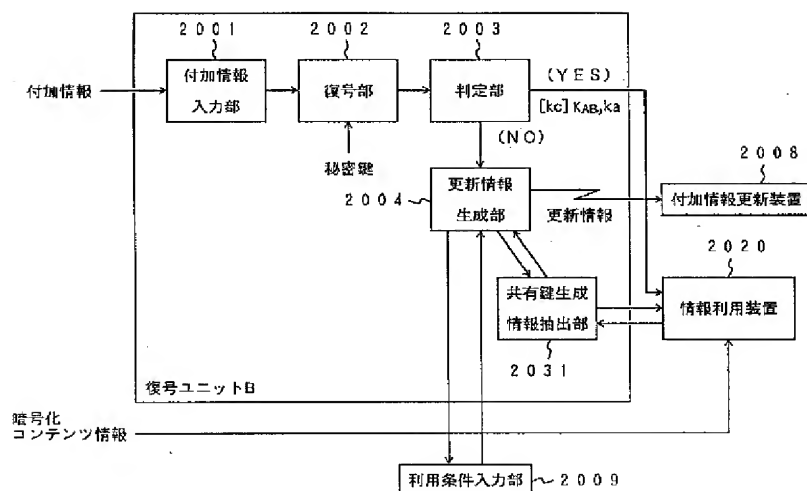 2001
2002
2003
付加情報
付加情報
入力部
復号部
判定部
(YES)
[kc]KAB,ka
(NO)
秘密鍵
2004
更新情報
生成部
更新情報
2008
付加情報更新装置
2020
情報利用装置
共有鍵生成
情報抽出部
2031
復号ユニットB
暗号化
コンテンツ情報
利用条件入力部
2009